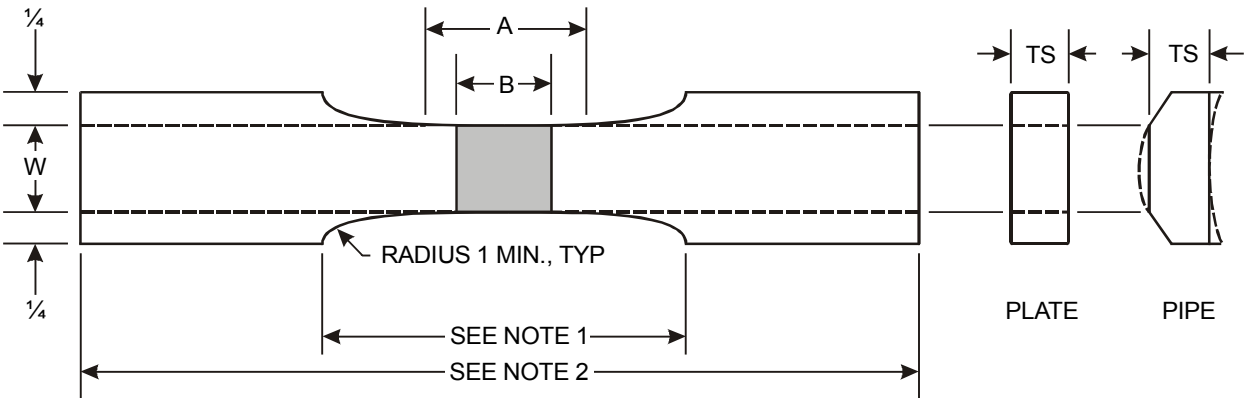 ¼
A
TS
TS
B
W
RADIUS 1 MIN., TYP
¼
PLATE
PIPE
SEE NOTE 1
SEE NOTE 2